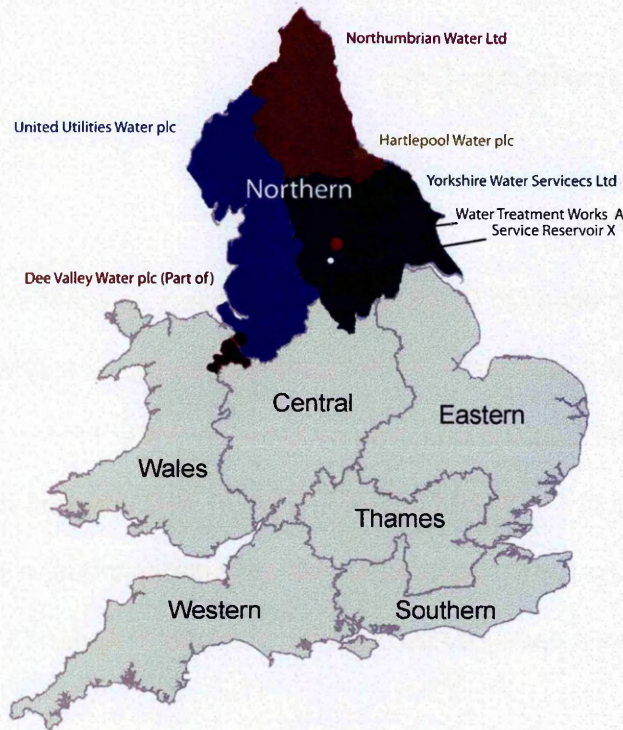 Northumbrian Water Ltd
United Utilities Water plc
Hartlepool Water plc
Northern
Yorkshire Water Servicecs Ltd
Water Treatment Works A
Service Reservoir X
Dee Valley Water plc (Part of)
Central
Eastern
Wales
Thames
Western
Southern